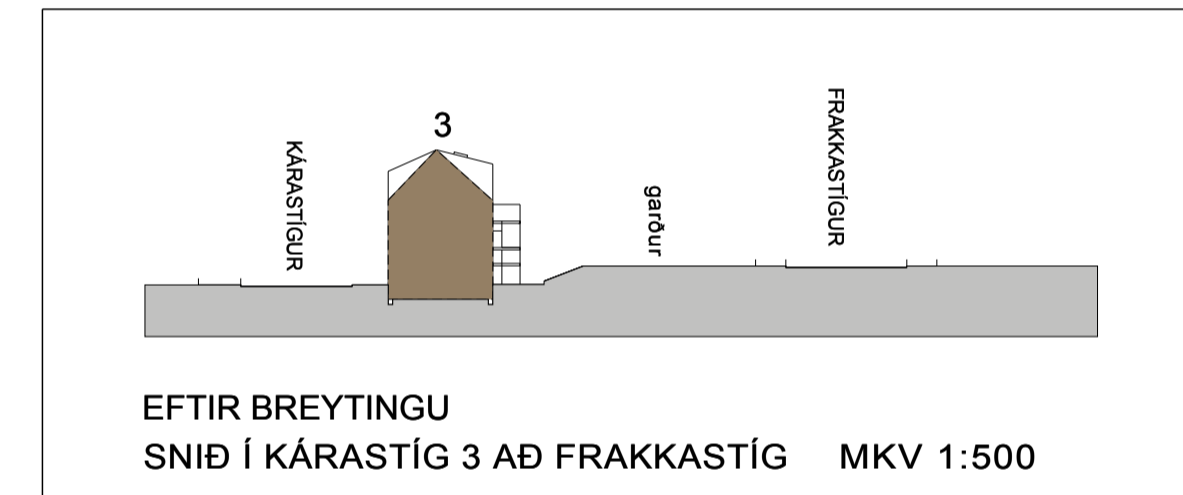 3
KÁRASTÍGUR
garður
FRAKKASTÍGUR
EFTIR BREYTINGU
SNIÐ Í KÁRASTÍG 3 AÐ FRAKKASTÍG MKV 1:500